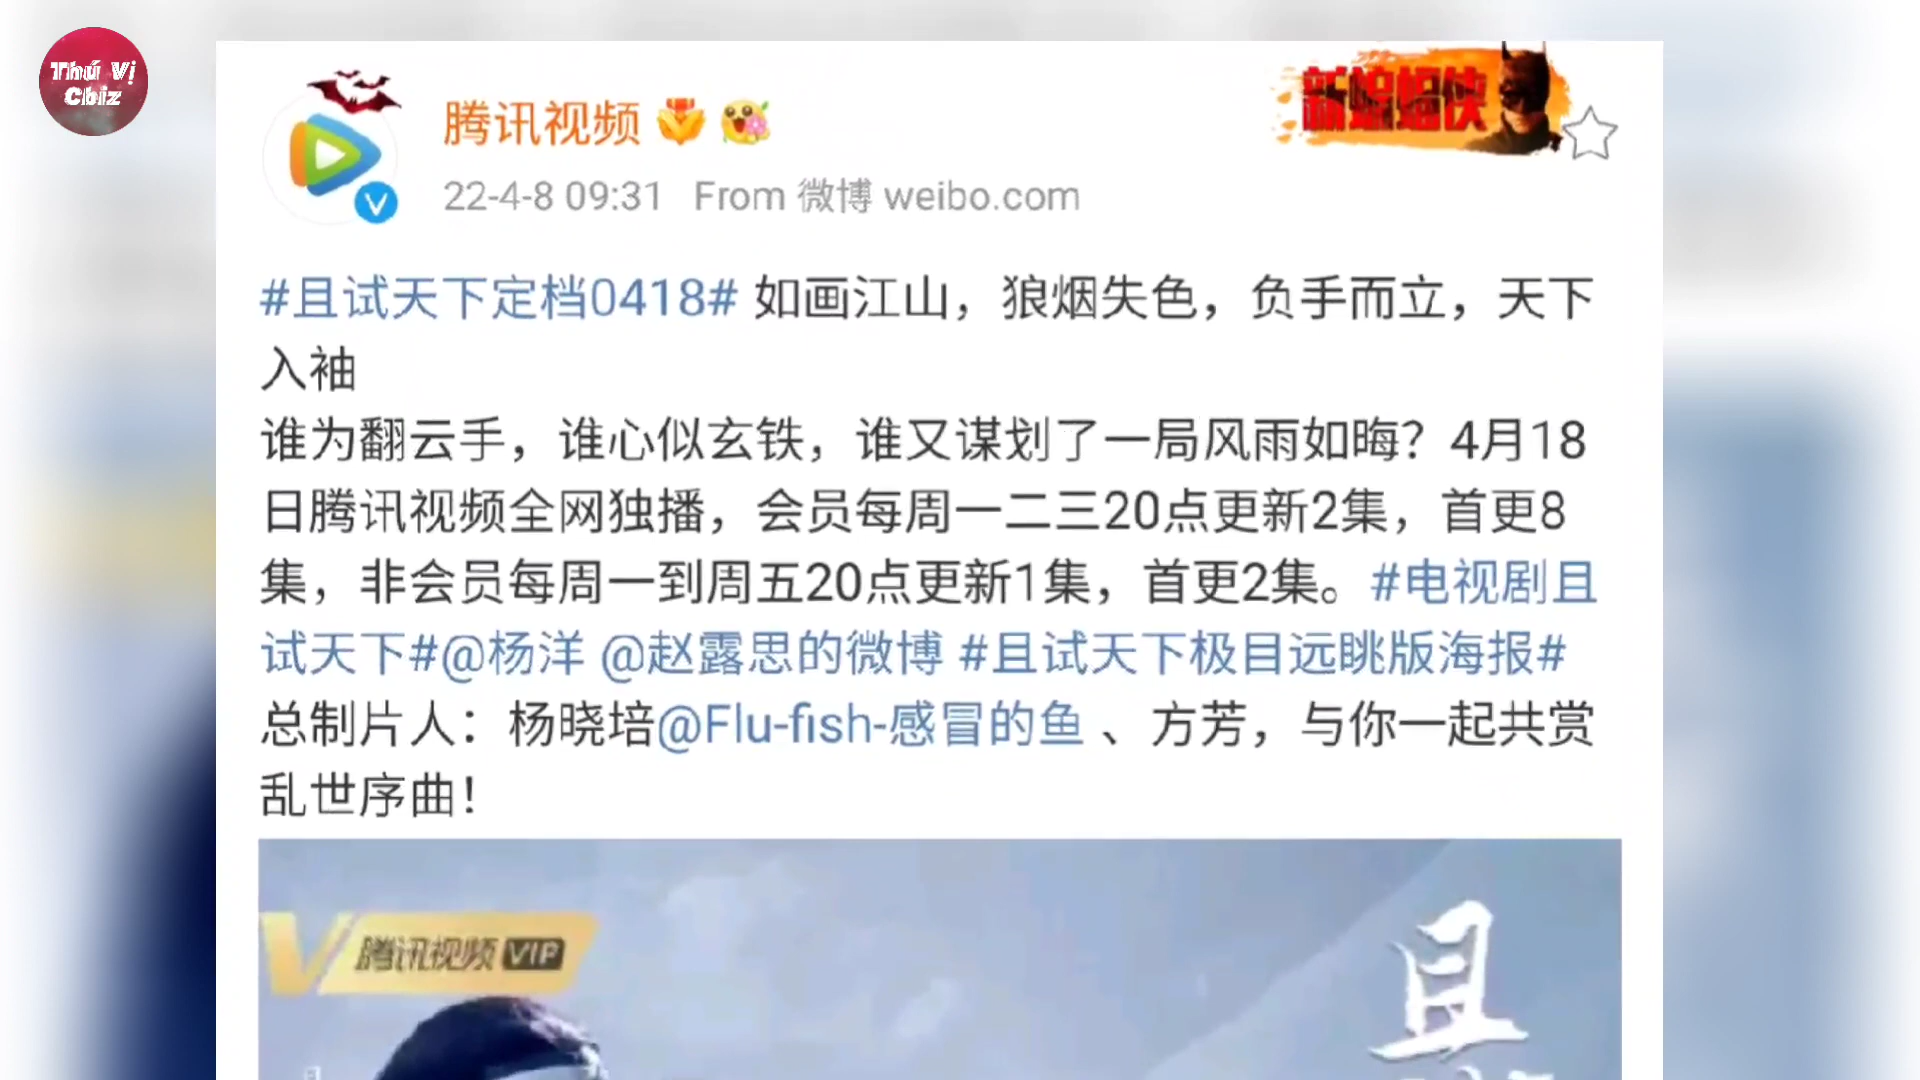 Thú Vị
Cbiz
新蝙蝠侠
腾讯视频
22-4-8 09:31 From 微博 weibo.com
#且试天下定档0418# 如画江山，狼烟失色，负手而立，天下
入袖
谁为翻云手，谁心似玄铁，谁又谋划了一局风雨如晦？4月18
日腾讯视频全网独播，会员每周一二三20点更新2集，首更8
集，非会员每周一到周五20点更新1集，首更2集。#电视剧且
试天下#@杨洋 @赵露思的微博 #且试天下极目远眺版海报#
总制片人：杨晓培@Flu-fish-感冒的鱼 、方芳，与你一起共赏
乱世序曲！
腾讯视频 VIP
且